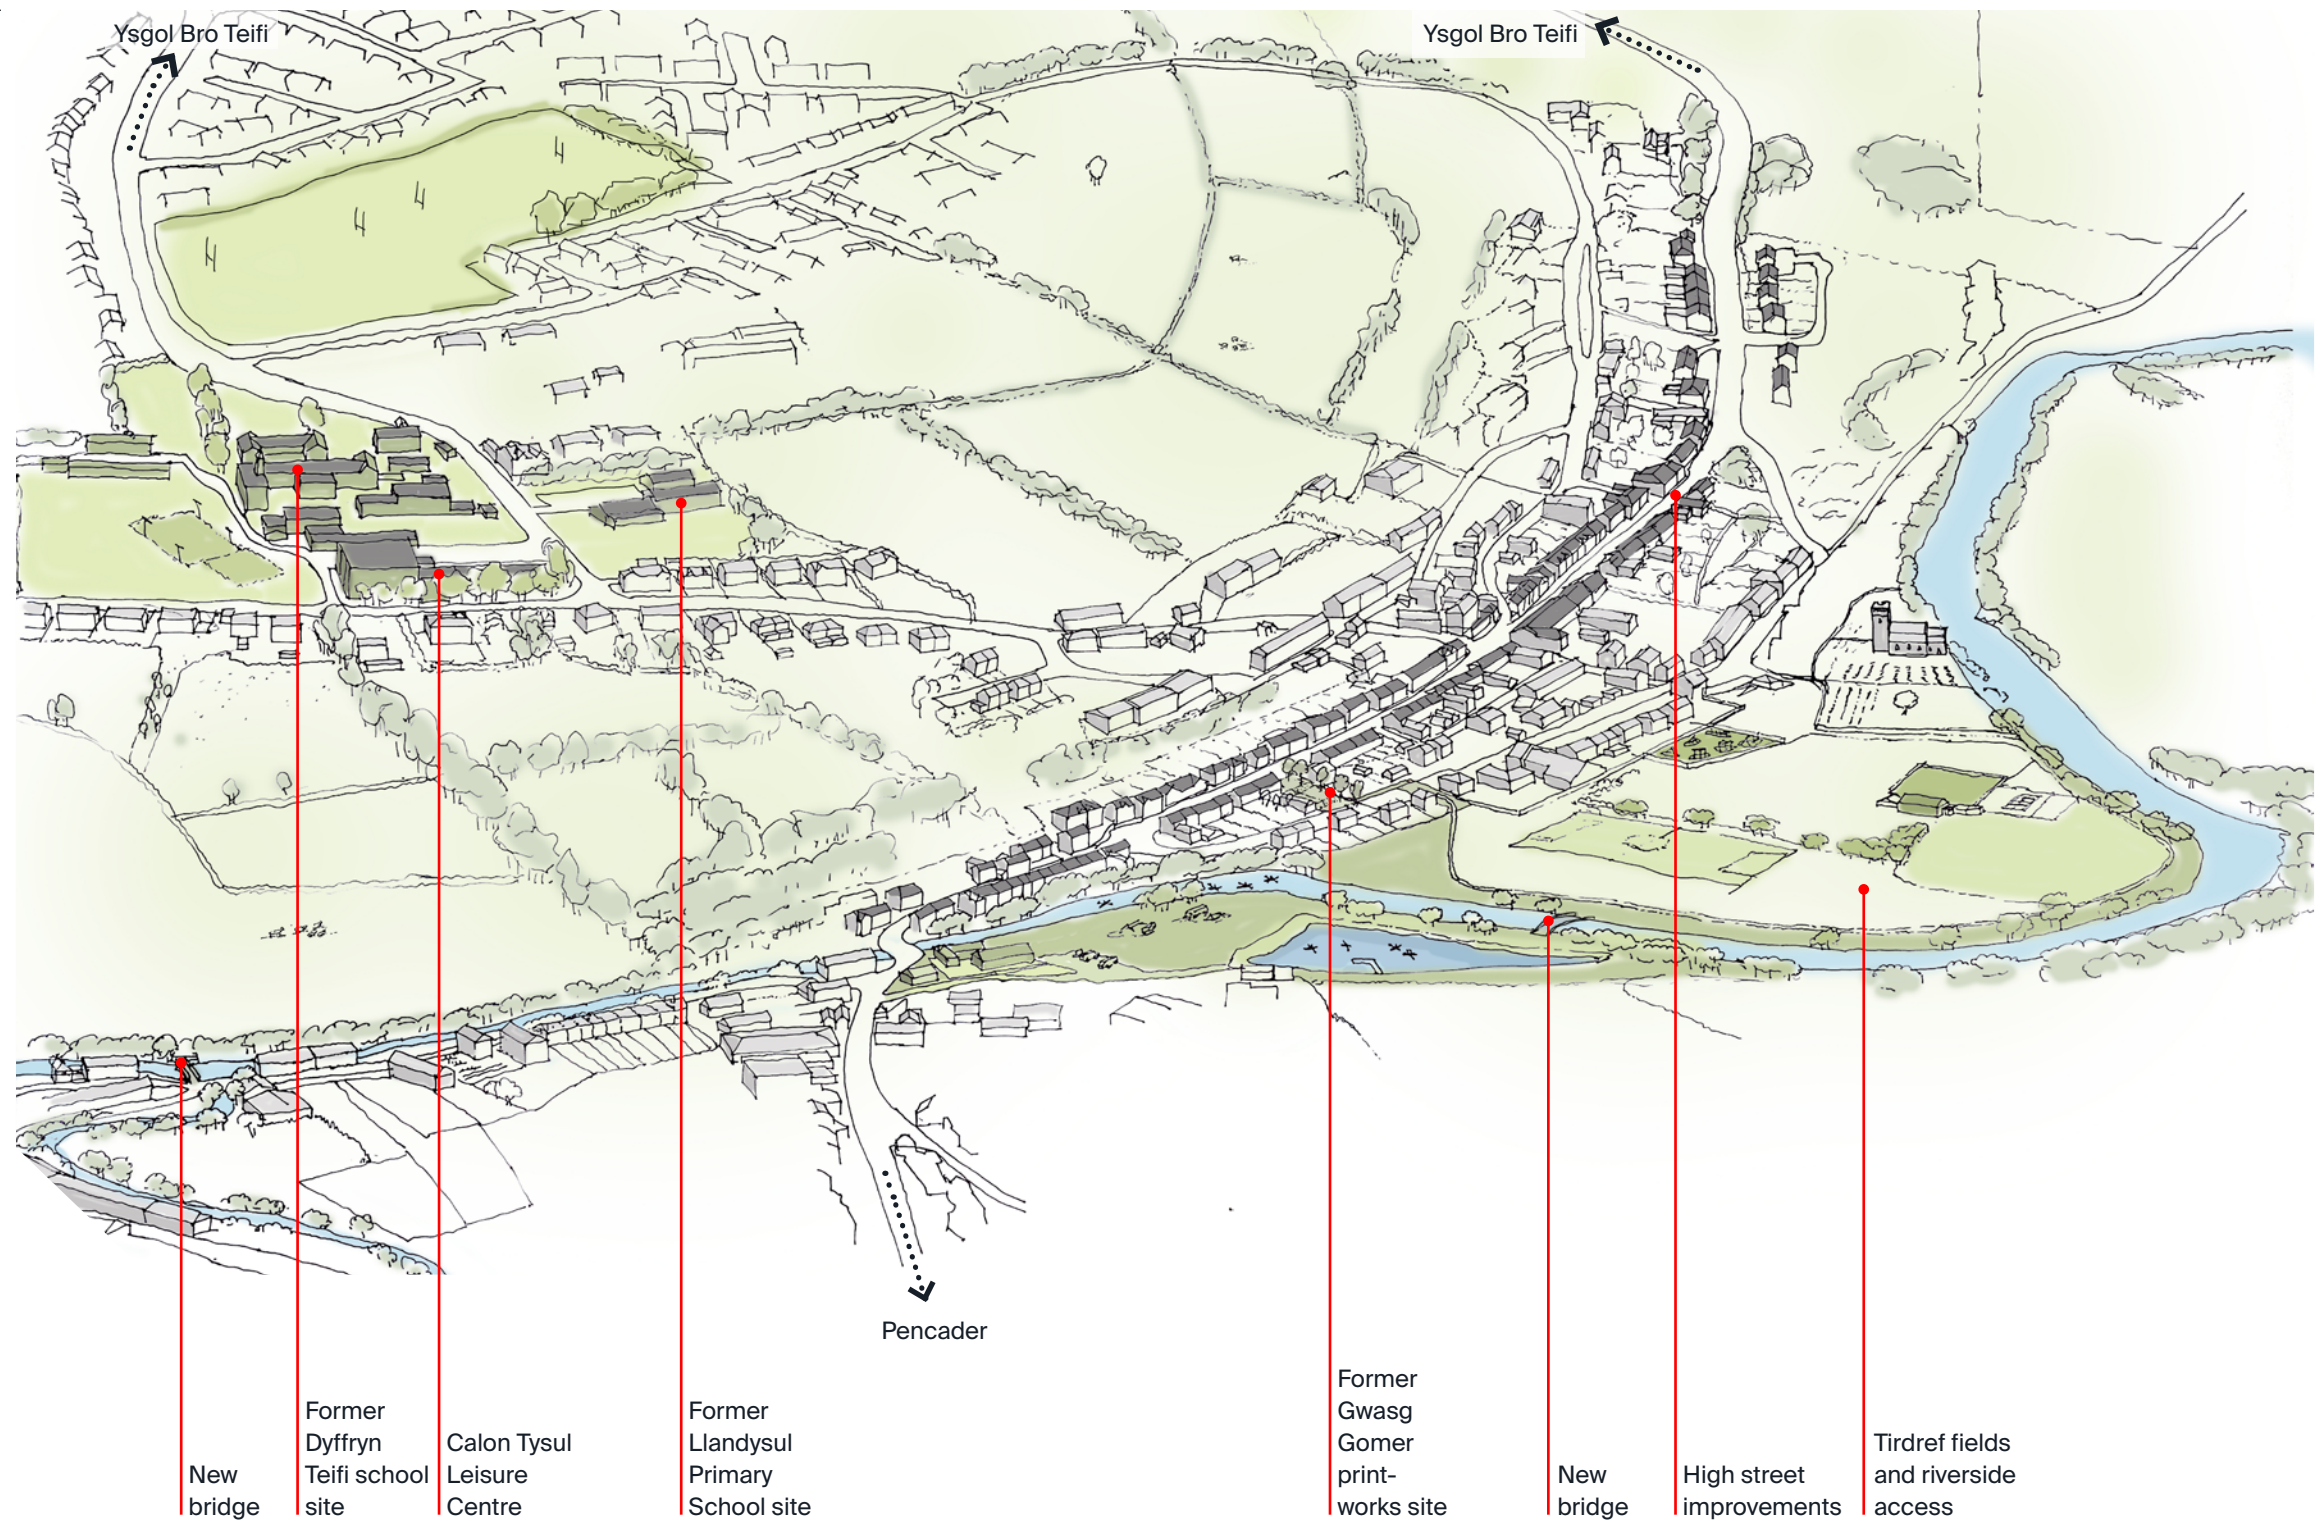 Ysgol Bro Teifi
Ysgol Bro Teifi
Pencader
New
bridge
Former
Dyffryn
Teifi school
site
Calon Tysul
Leisure
Centre
Former
Llandysul
Primary
School site
Former
Gwasg
Gomer
print-
works site
New
bridge
High street
improvements
Tirdref fields
and riverside
access